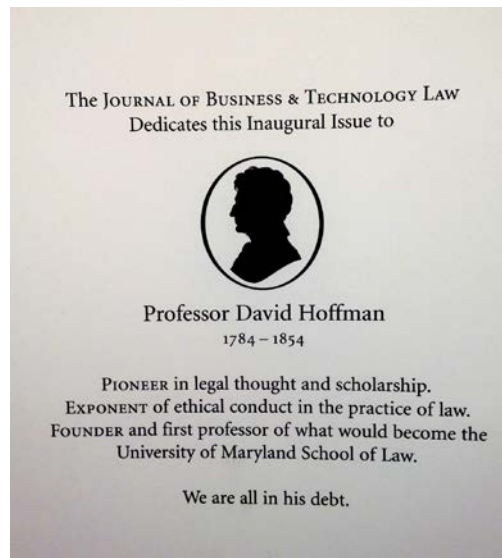 The Journal of Business & Technology Law
Dedicates this Inaugural Issue to
Professor David Hoffman
1784 – 1854
Pioneer in legal thought and scholarship.
Exponent of ethical conduct in the practice of law.
Founder and first professor of what would become the
University of Maryland School of Law.
We are all in his debt.